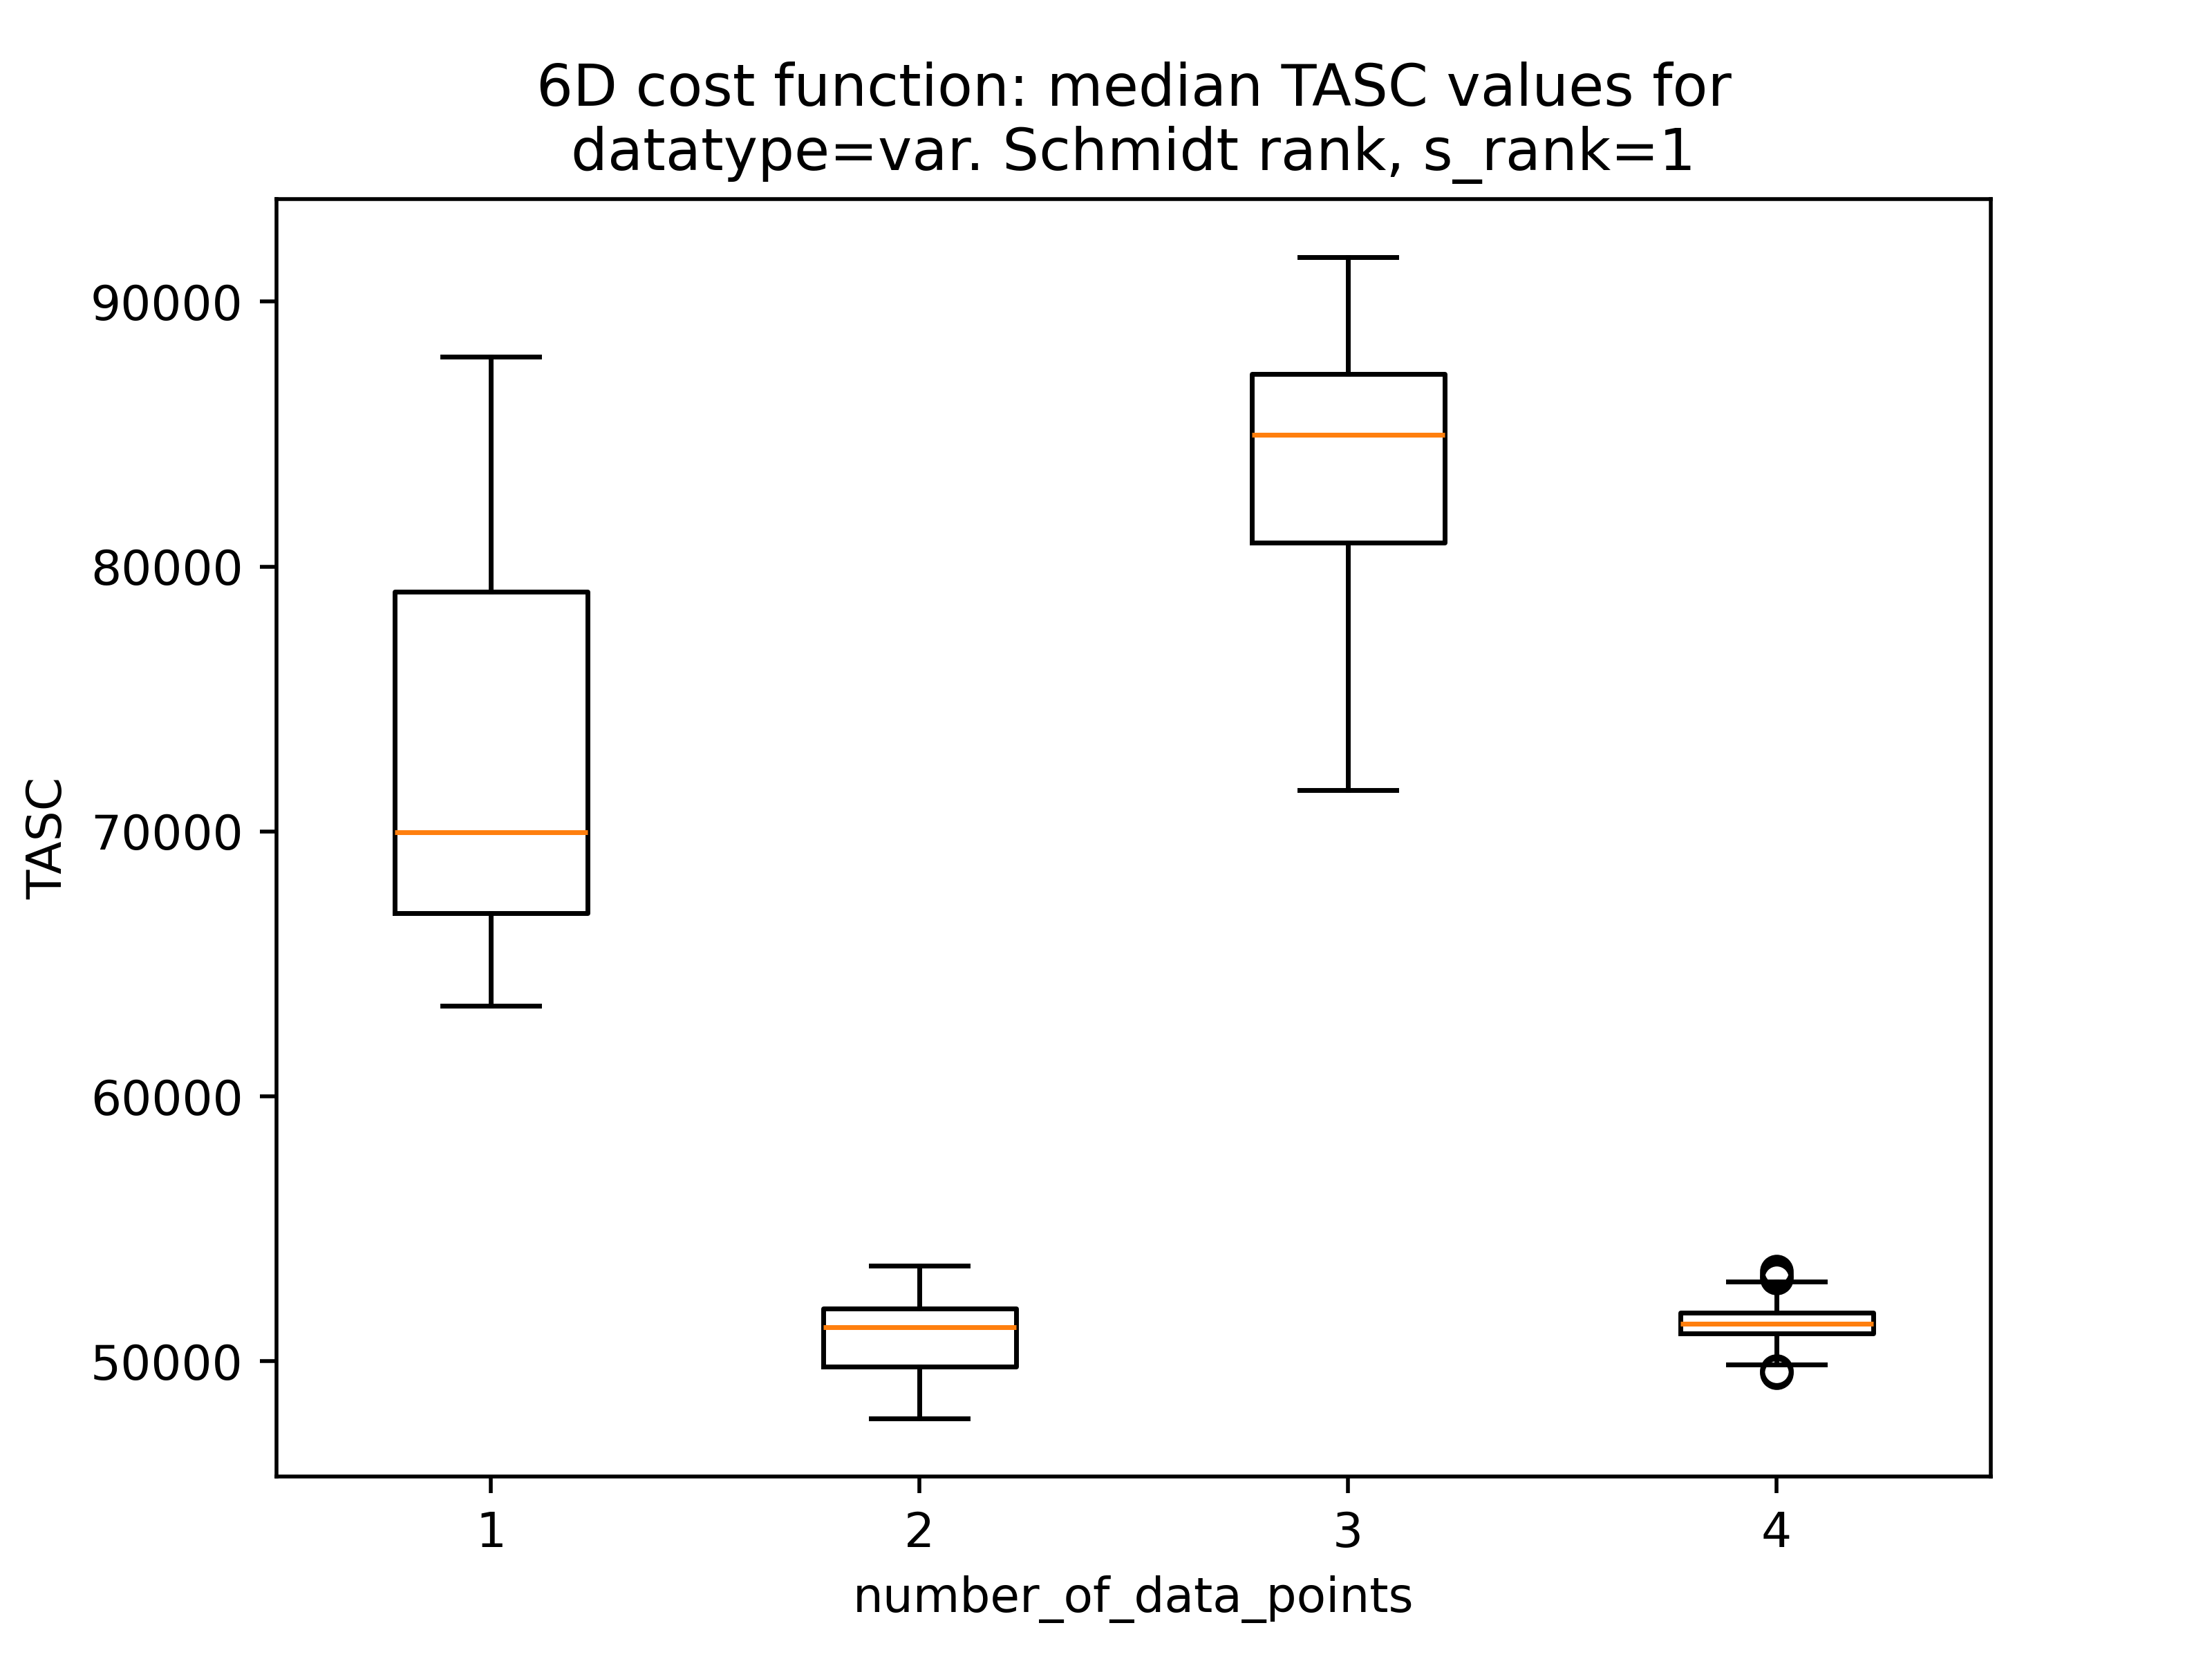 6D cost function: median TASC values for
datatype=var. Schmidt rank, s_rank=1
TASC
90000
80000
70000
60000
50000
1 2 3 4
number_of_data_points